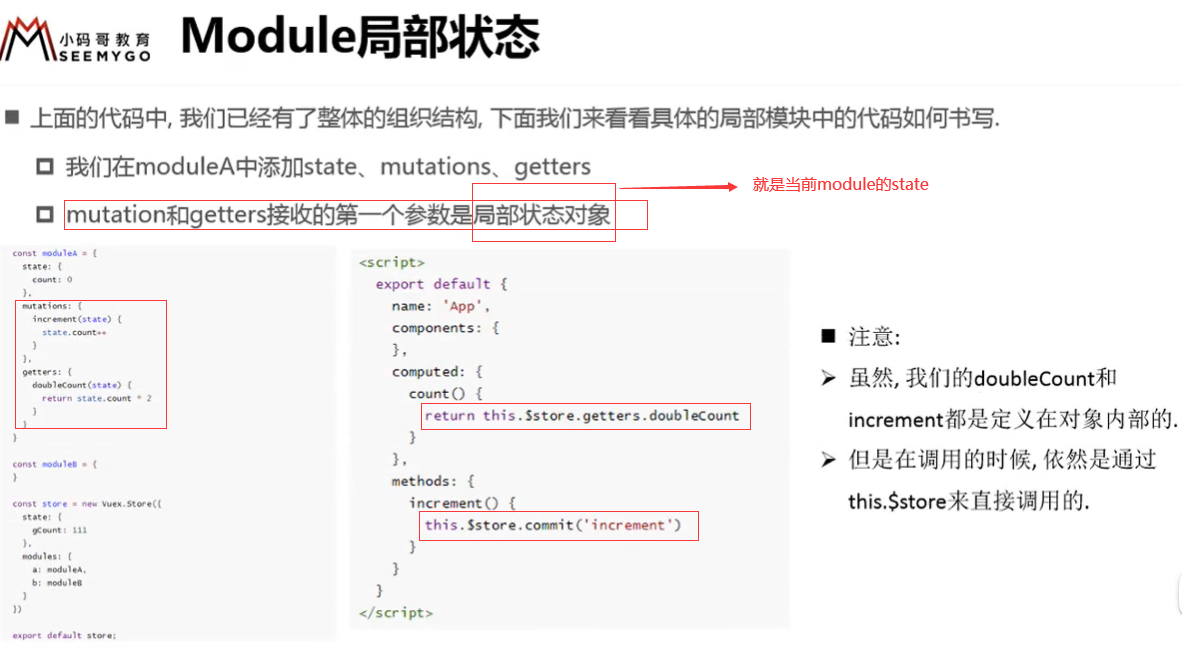 小码哥教育
SEEMYGO
Module局部状态
上面的代码中, 我们已经有了整体的组织结构, 下面我们来看看具体的局部模块中的代码如何书写.
我们在moduleA中添加state、mutations、getters
就是当前module的state
mutation和getters接收的第一个参数是局部状态对象
const moduleA = {
state: {
count: 0
},
mutations: {
increment(state) {
state.count++
}
},
getters: {
doubleCount(state) {
return state.count * 2
}
}
}
const moduleB = {
}
const store = new Vuex.Store({
state: {
gCount: 111
},
modules: {
a: moduleA,
b: moduleB
}
})
export default store;
<script>
export default {
name: 'App',
components: {
},
computed: {
count() {
return this.$store.getters.doubleCount
}
},
methods: {
increment() {
this.$store.commit('increment')
}
}
}
</script>
注意:
虽然, 我们的doubleCount和
increment都是定义在对象内部的.
但是在调用的时候, 依然是通过
this.$store来直接调用的.